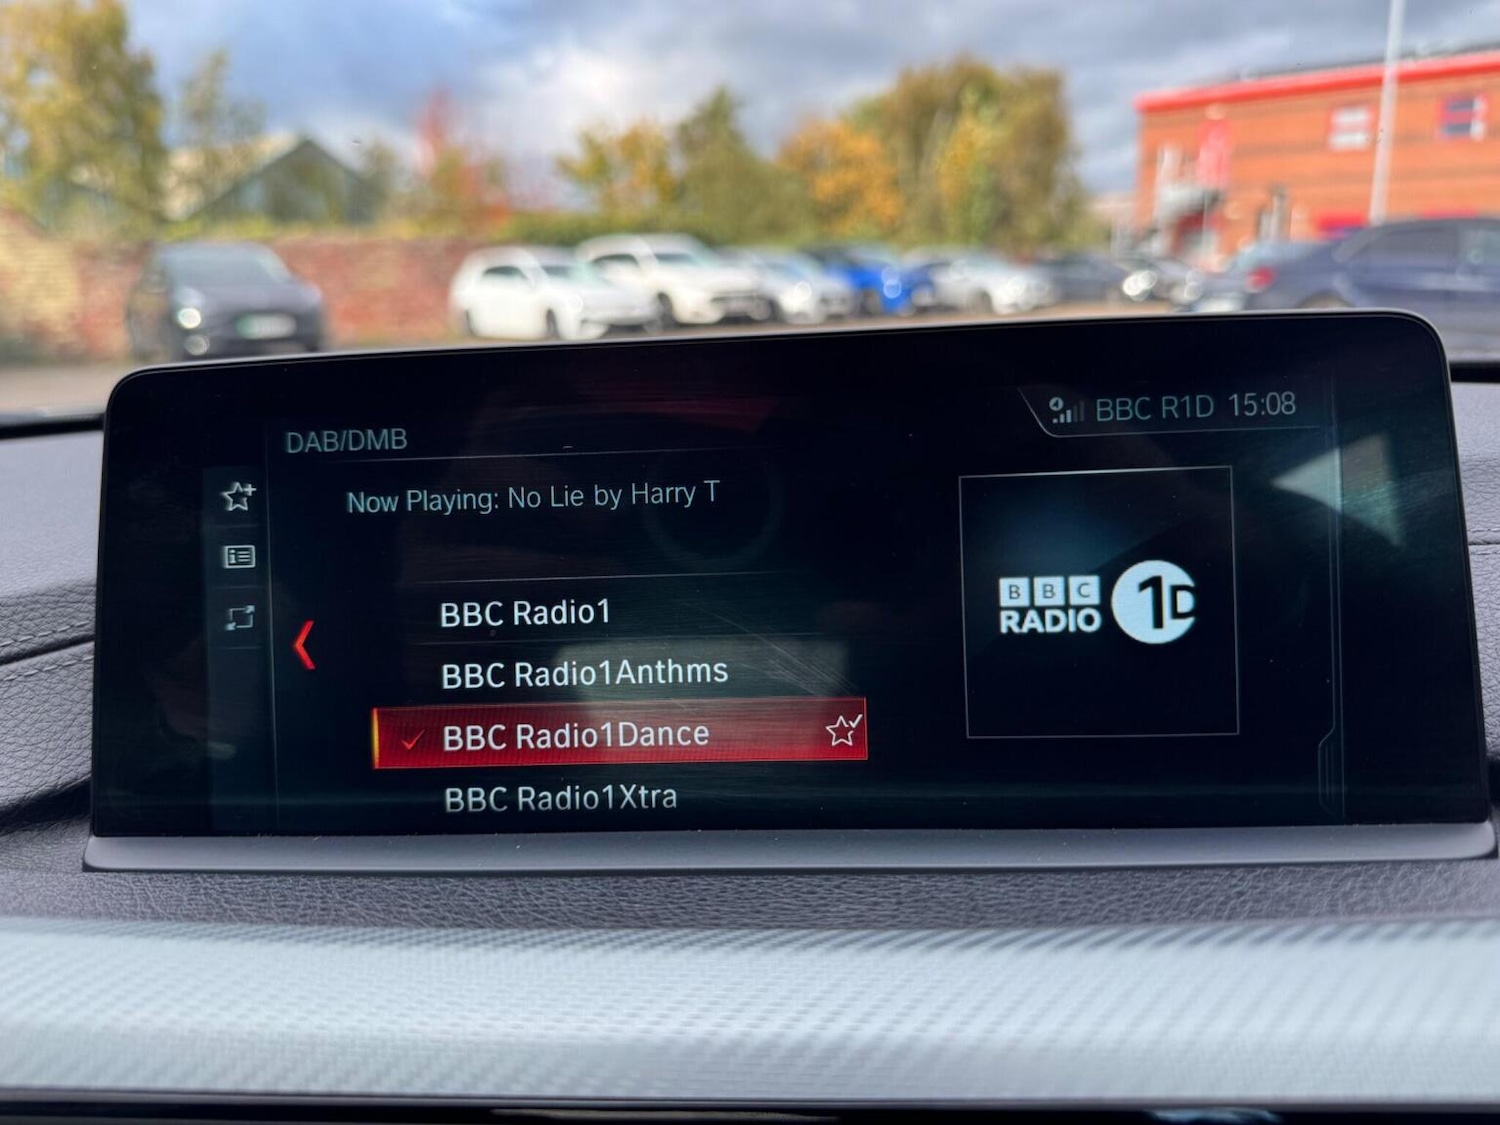 BBC R1D 15:08
DAB/DMB
Now Playing: No Lie by Harry T
BBC Radio1
BBC Radio1Anthms
BBC Radio1Dance
BBC Radio1Xtra
BBC
RADIO 1D